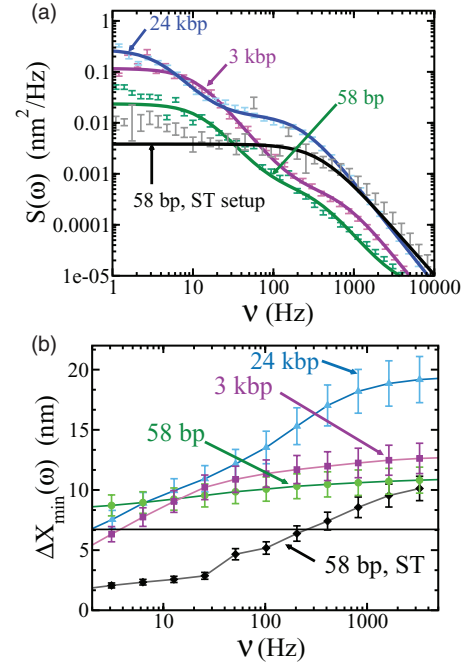 (a)
S(ω) (nm²/Hz)
1
0.1
0.01
0.001
0.0001
1e-05
24 kbp
3 kbp
58 bp
58 bp, ST setup
1 10 100 1000 10000
ν (Hz)
(b)
ΔX_min(ω) (nm)
20
15
10
5
0
24 kbp
3 kbp
58 bp
58 bp, ST
10 100 1000
ν (Hz)